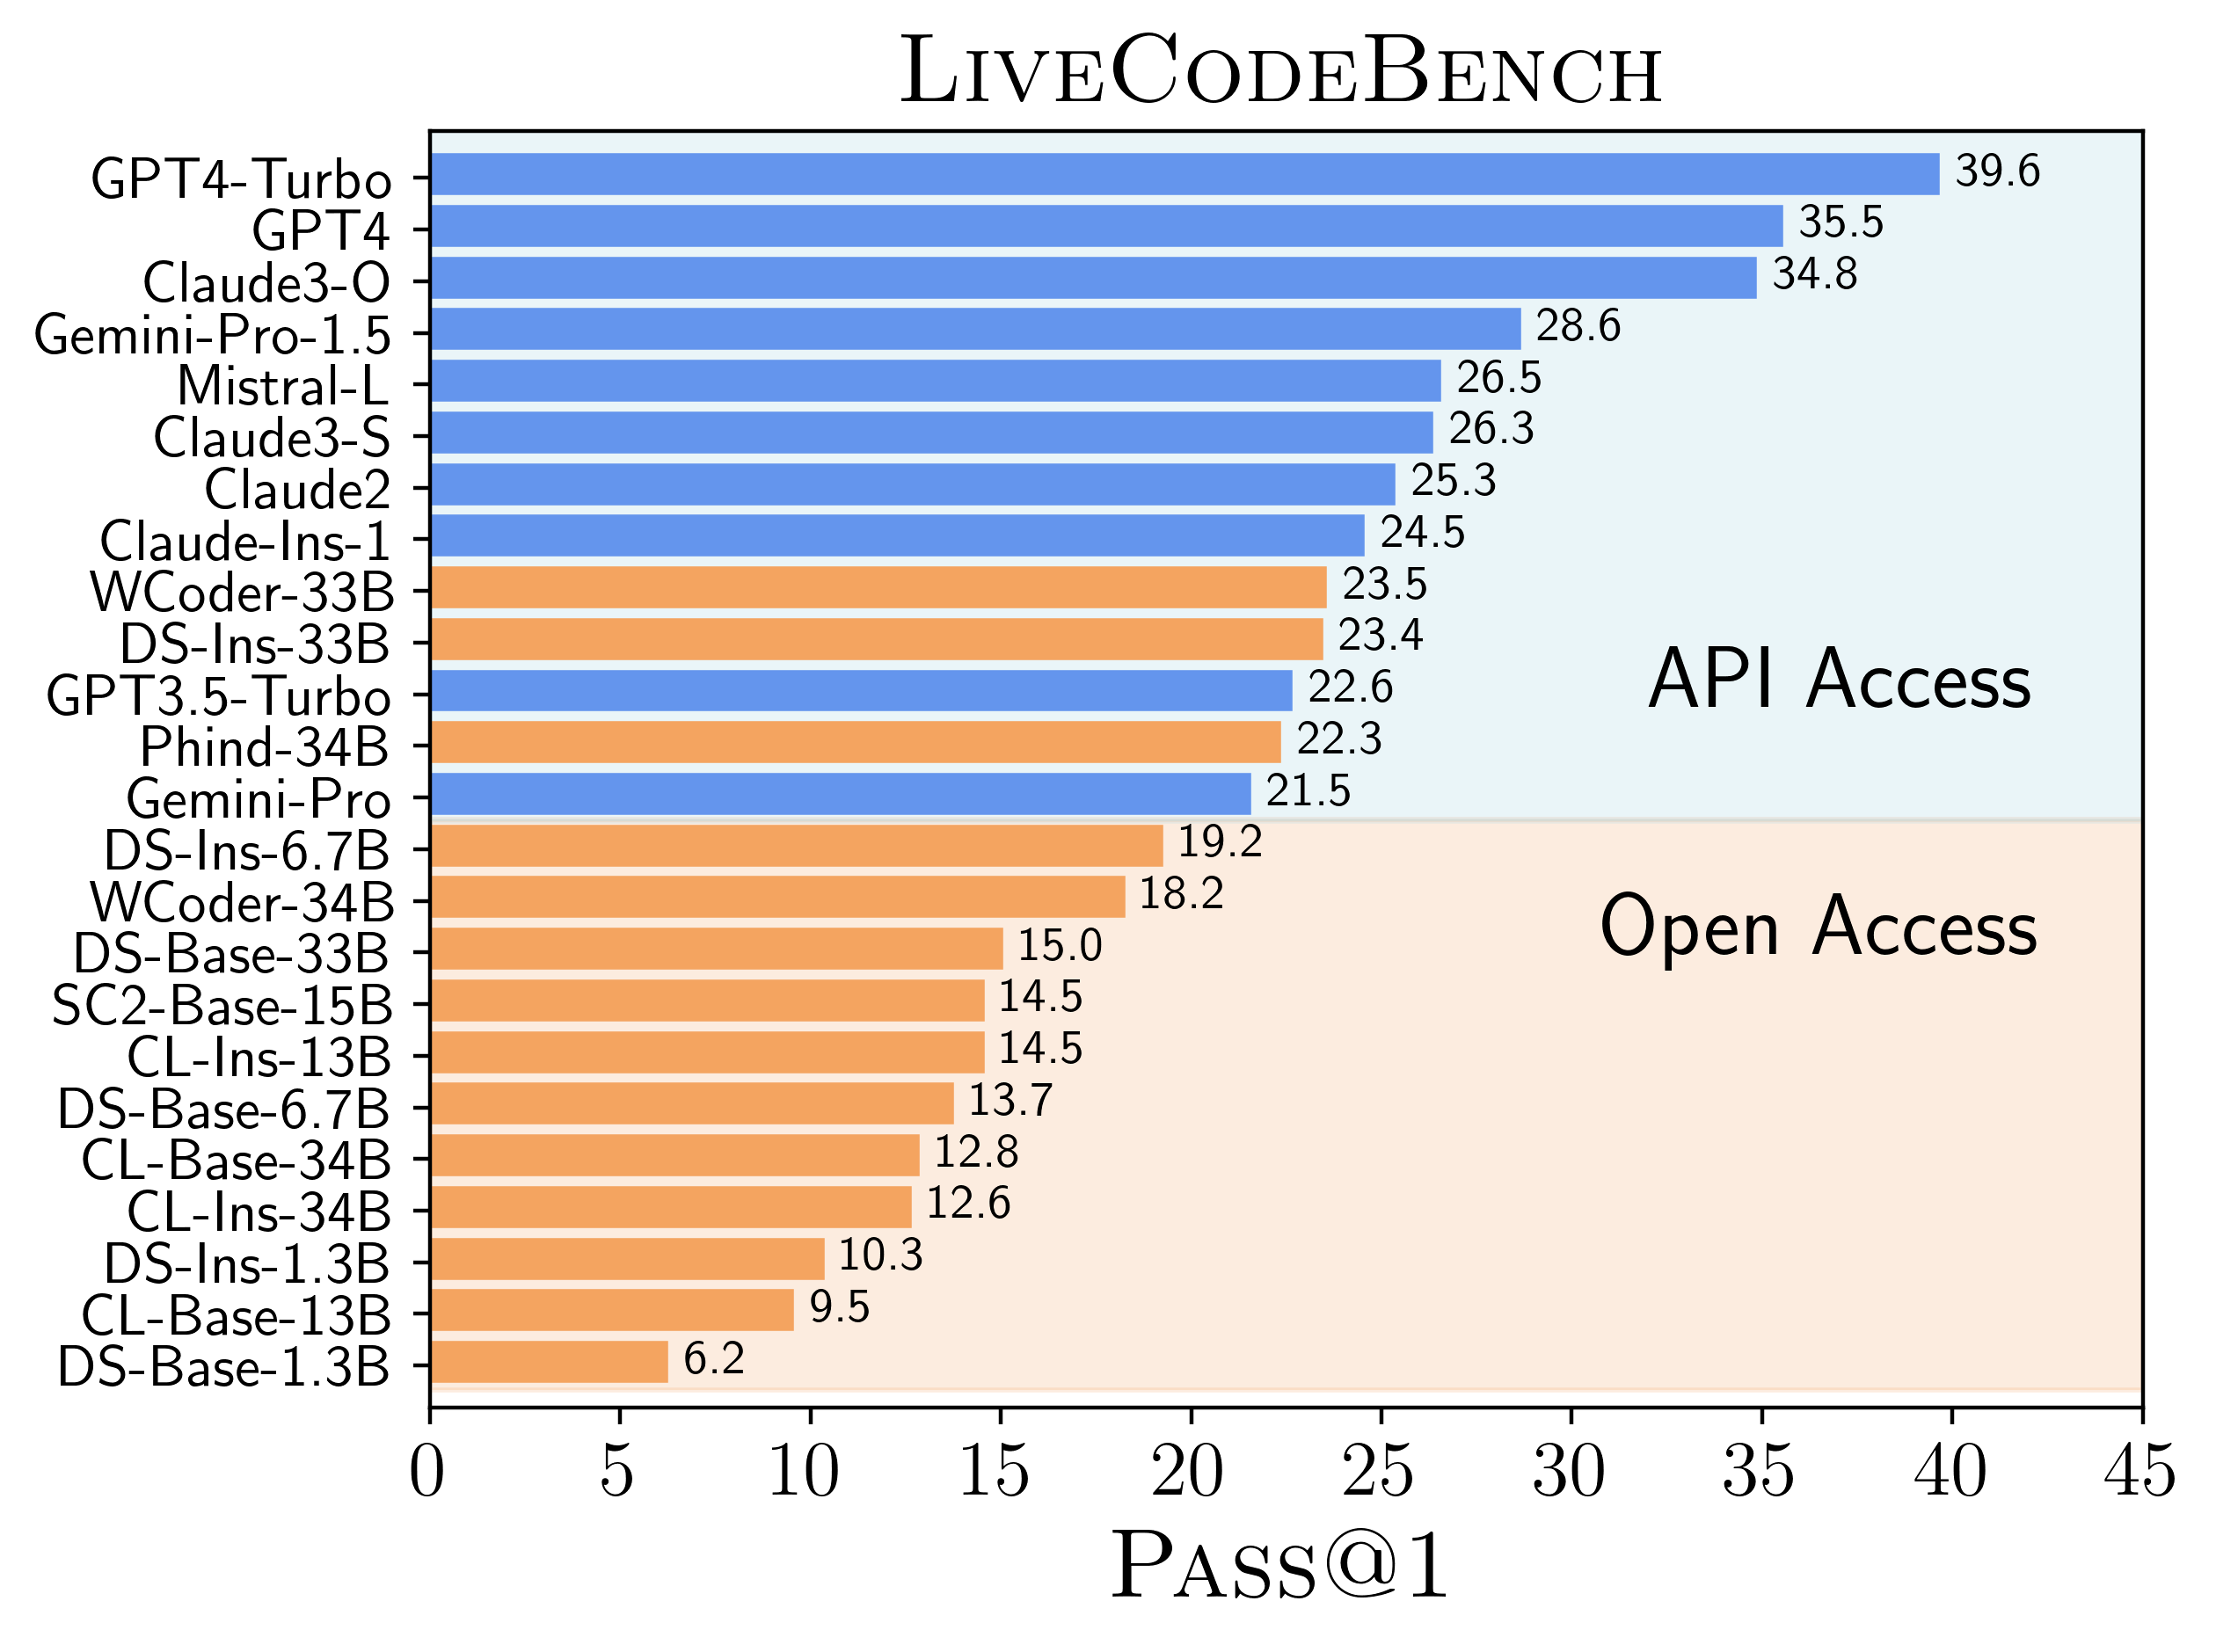 LIVECODEBENCH
GPT4-Turbo 39.6
GPT4 35.5
Claude3-O 34.8
Gemini-Pro-1.5 28.6
Mistral-L 26.5
Claude3-S 26.3
Claude2 25.3
Claude-Ins-1 24.5
WCoder-33B 23.5
DS-Ins-33B 23.4
GPT3.5-Turbo 22.6
API Access
Phind-34B 22.3
Gemini-Pro 21.5
DS-Ins-6.7B 19.2
WCoder-34B 18.2
Open Access
DS-Base-33B 15.0
SC2-Base-15B 14.5
CL-Ins-13B 14.5
DS-Base-6.7B 13.7
CL-Base-34B 12.8
CL-Ins-34B 12.6
DS-Ins-1.3B 10.3
CL-Base-13B 9.5
DS-Base-1.3B 6.2
0 5 10 15 20 25 30 35 40 45
PASS@1